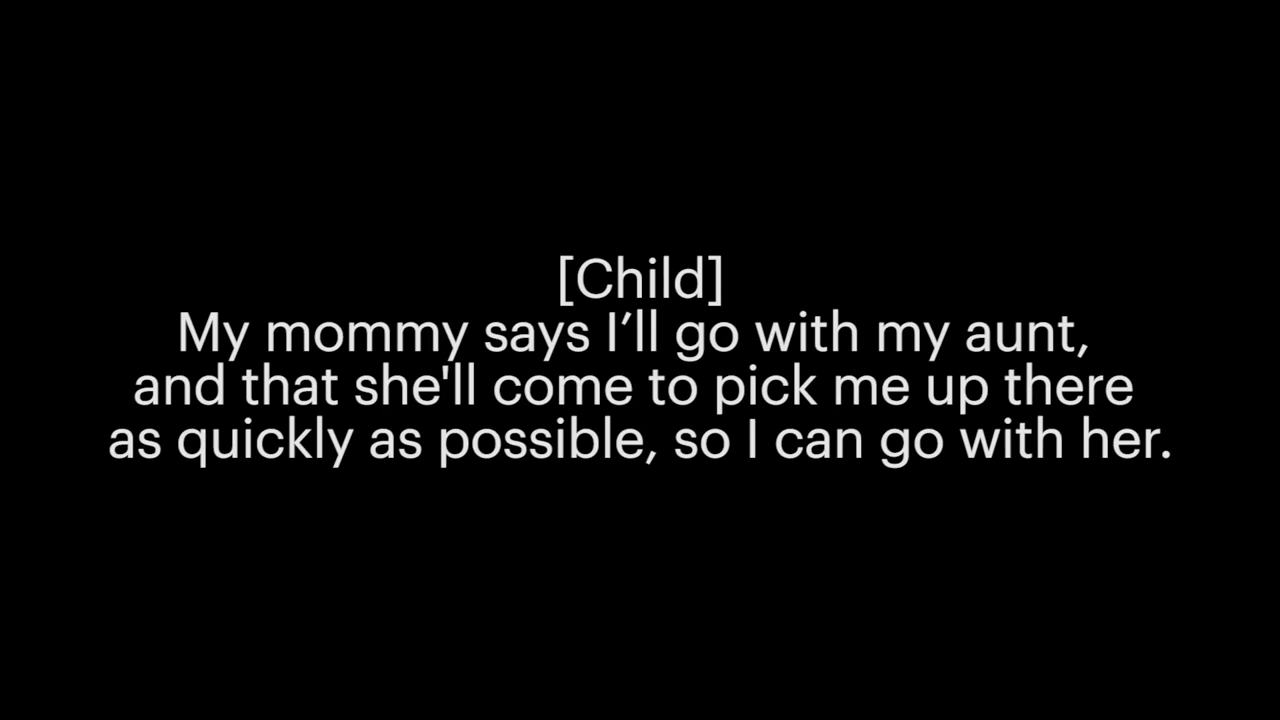 [Child]
My mommy says I’ll go with my aunt,
and that she'll come to pick me up there
as quickly as possible, so I can go with her.